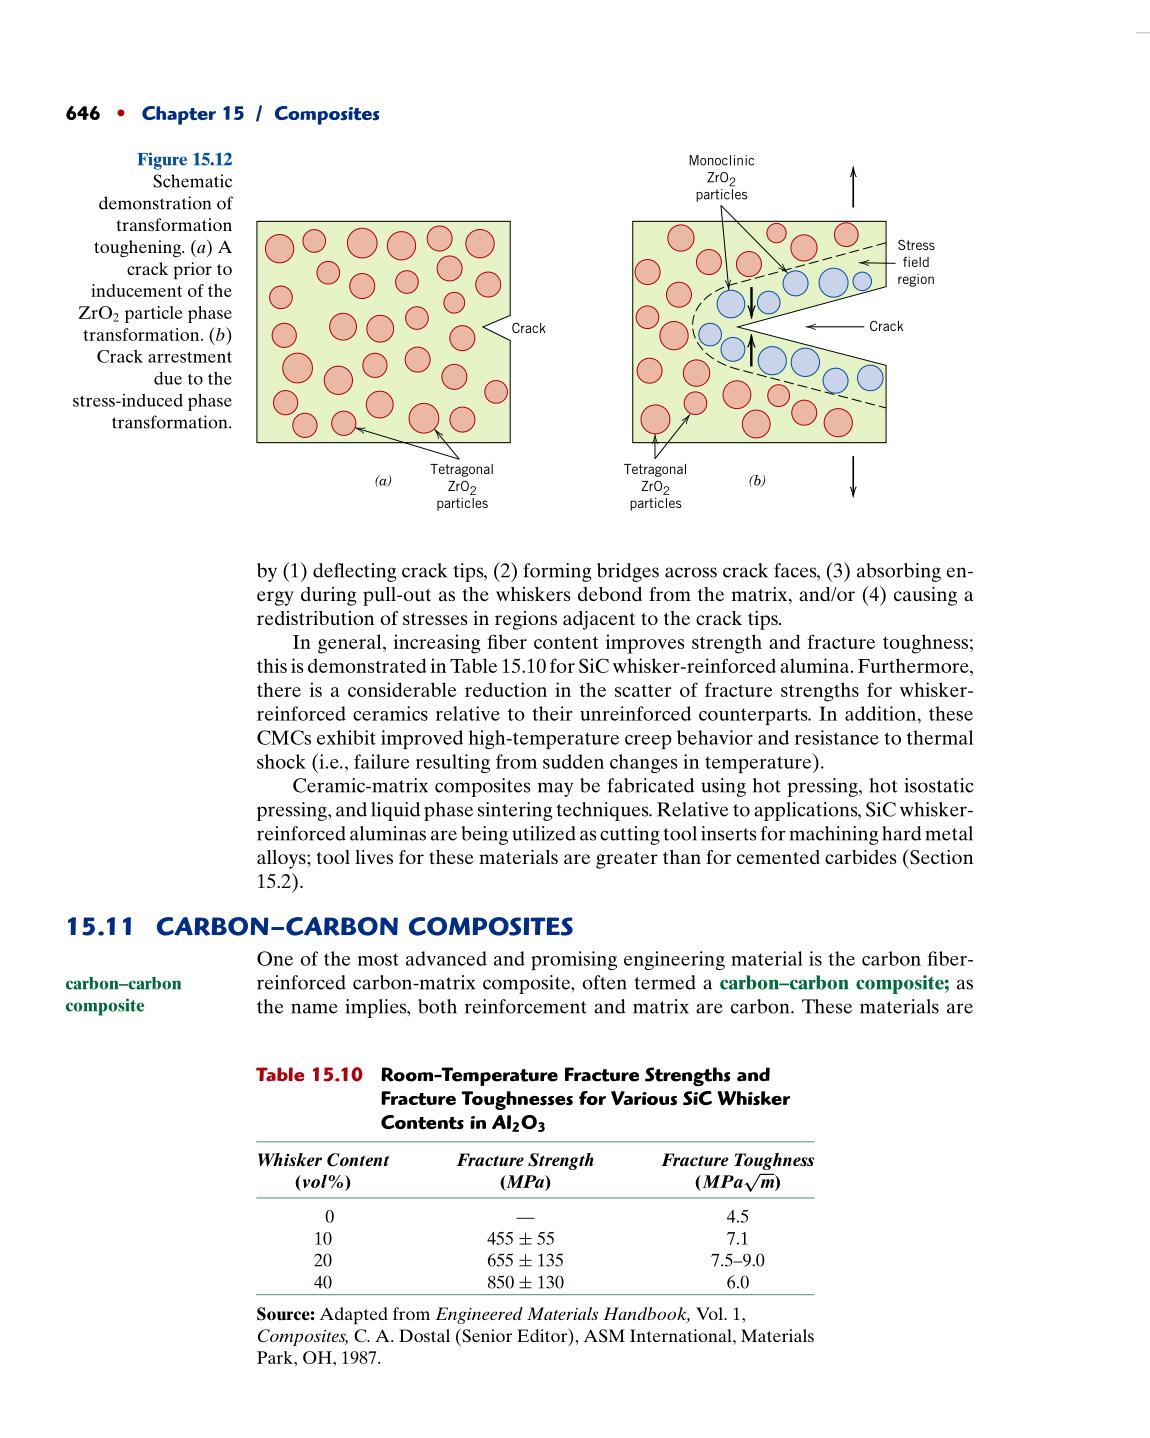 646 • Chapter 15 / Composites
Figure 15.12
Schematic
demonstration of
transformation
toughening. (a) A
crack prior to
inducement of the
ZrO₂ particle phase
transformation. (b)
Crack arrestment
due to the
stress-induced phase
transformation.
Crack
Tetragonal
ZrO₂
particles
(a)
Monoclinic
ZrO₂
particles
Stress
field
region
Crack
Tetragonal
ZrO₂
particles
(b)
by (1) deflecting crack tips, (2) forming bridges across crack faces, (3) absorbing en-
ergy during pull-out as the whiskers debond from the matrix, and/or (4) causing a
redistribution of stresses in regions adjacent to the crack tips.
In general, increasing fiber content improves strength and fracture toughness;
this is demonstrated in Table 15.10 for SiC whisker-reinforced alumina. Furthermore,
there is a considerable reduction in the scatter of fracture strengths for whisker-
reinforced ceramics relative to their unreinforced counterparts. In addition, these
CMCs exhibit improved high-temperature creep behavior and resistance to thermal
shock (i.e., failure resulting from sudden changes in temperature).
Ceramic-matrix composites may be fabricated using hot pressing, hot isostatic
pressing, and liquid phase sintering techniques. Relative to applications, SiC whisker-
reinforced aluminas are being utilized as cutting tool inserts for machining hard metal
alloys; tool lives for these materials are greater than for cemented carbides (Section
15.2).
15.11 CARBON–CARBON COMPOSITES
One of the most advanced and promising engineering material is the carbon fiber-
carbon–carbon
composite
reinforced carbon-matrix composite, often termed a carbon–carbon composite; as
the name implies, both reinforcement and matrix are carbon. These materials are
Table 15.10 Room-Temperature Fracture Strengths and
Fracture Toughnesses for Various SiC Whisker
Contents in Al₂O₃
Whisker Content Fracture Strength Fracture Toughness
(vol%) (MPa) (MPa√m)
0 — 4.5
10 455 ± 55 7.1
20 655 ± 135 7.5–9.0
40 850 ± 130 6.0
Source: Adapted from Engineered Materials Handbook, Vol. 1,
Composites, C. A. Dostal (Senior Editor), ASM International, Materials
Park, OH, 1987.